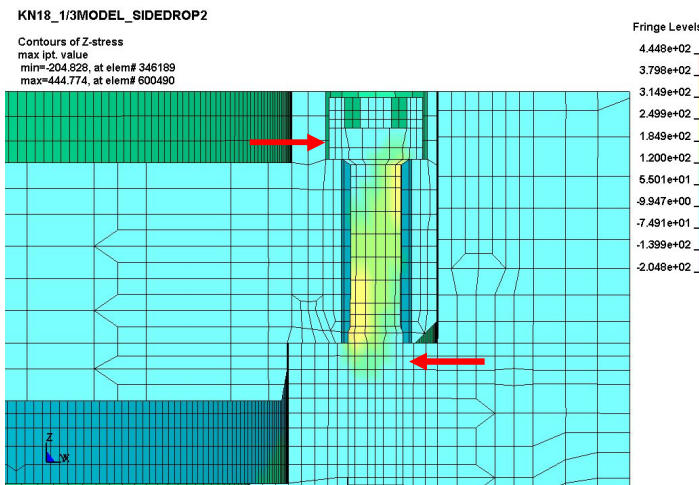 KN18_1/3MODEL_SIDEDROP2
Contours of Z-stress
max ipt. value
min=-204.828, at elem# 346189
max=444.774, at elem# 600490
Fringe Levels
4.448e+02
3.798e+02
3.149e+02
2.499e+02
1.849e+02
1.200e+02
5.501e+01
-9.947e+00
-7.491e+01
-1.399e+02
-2.048e+02
Z